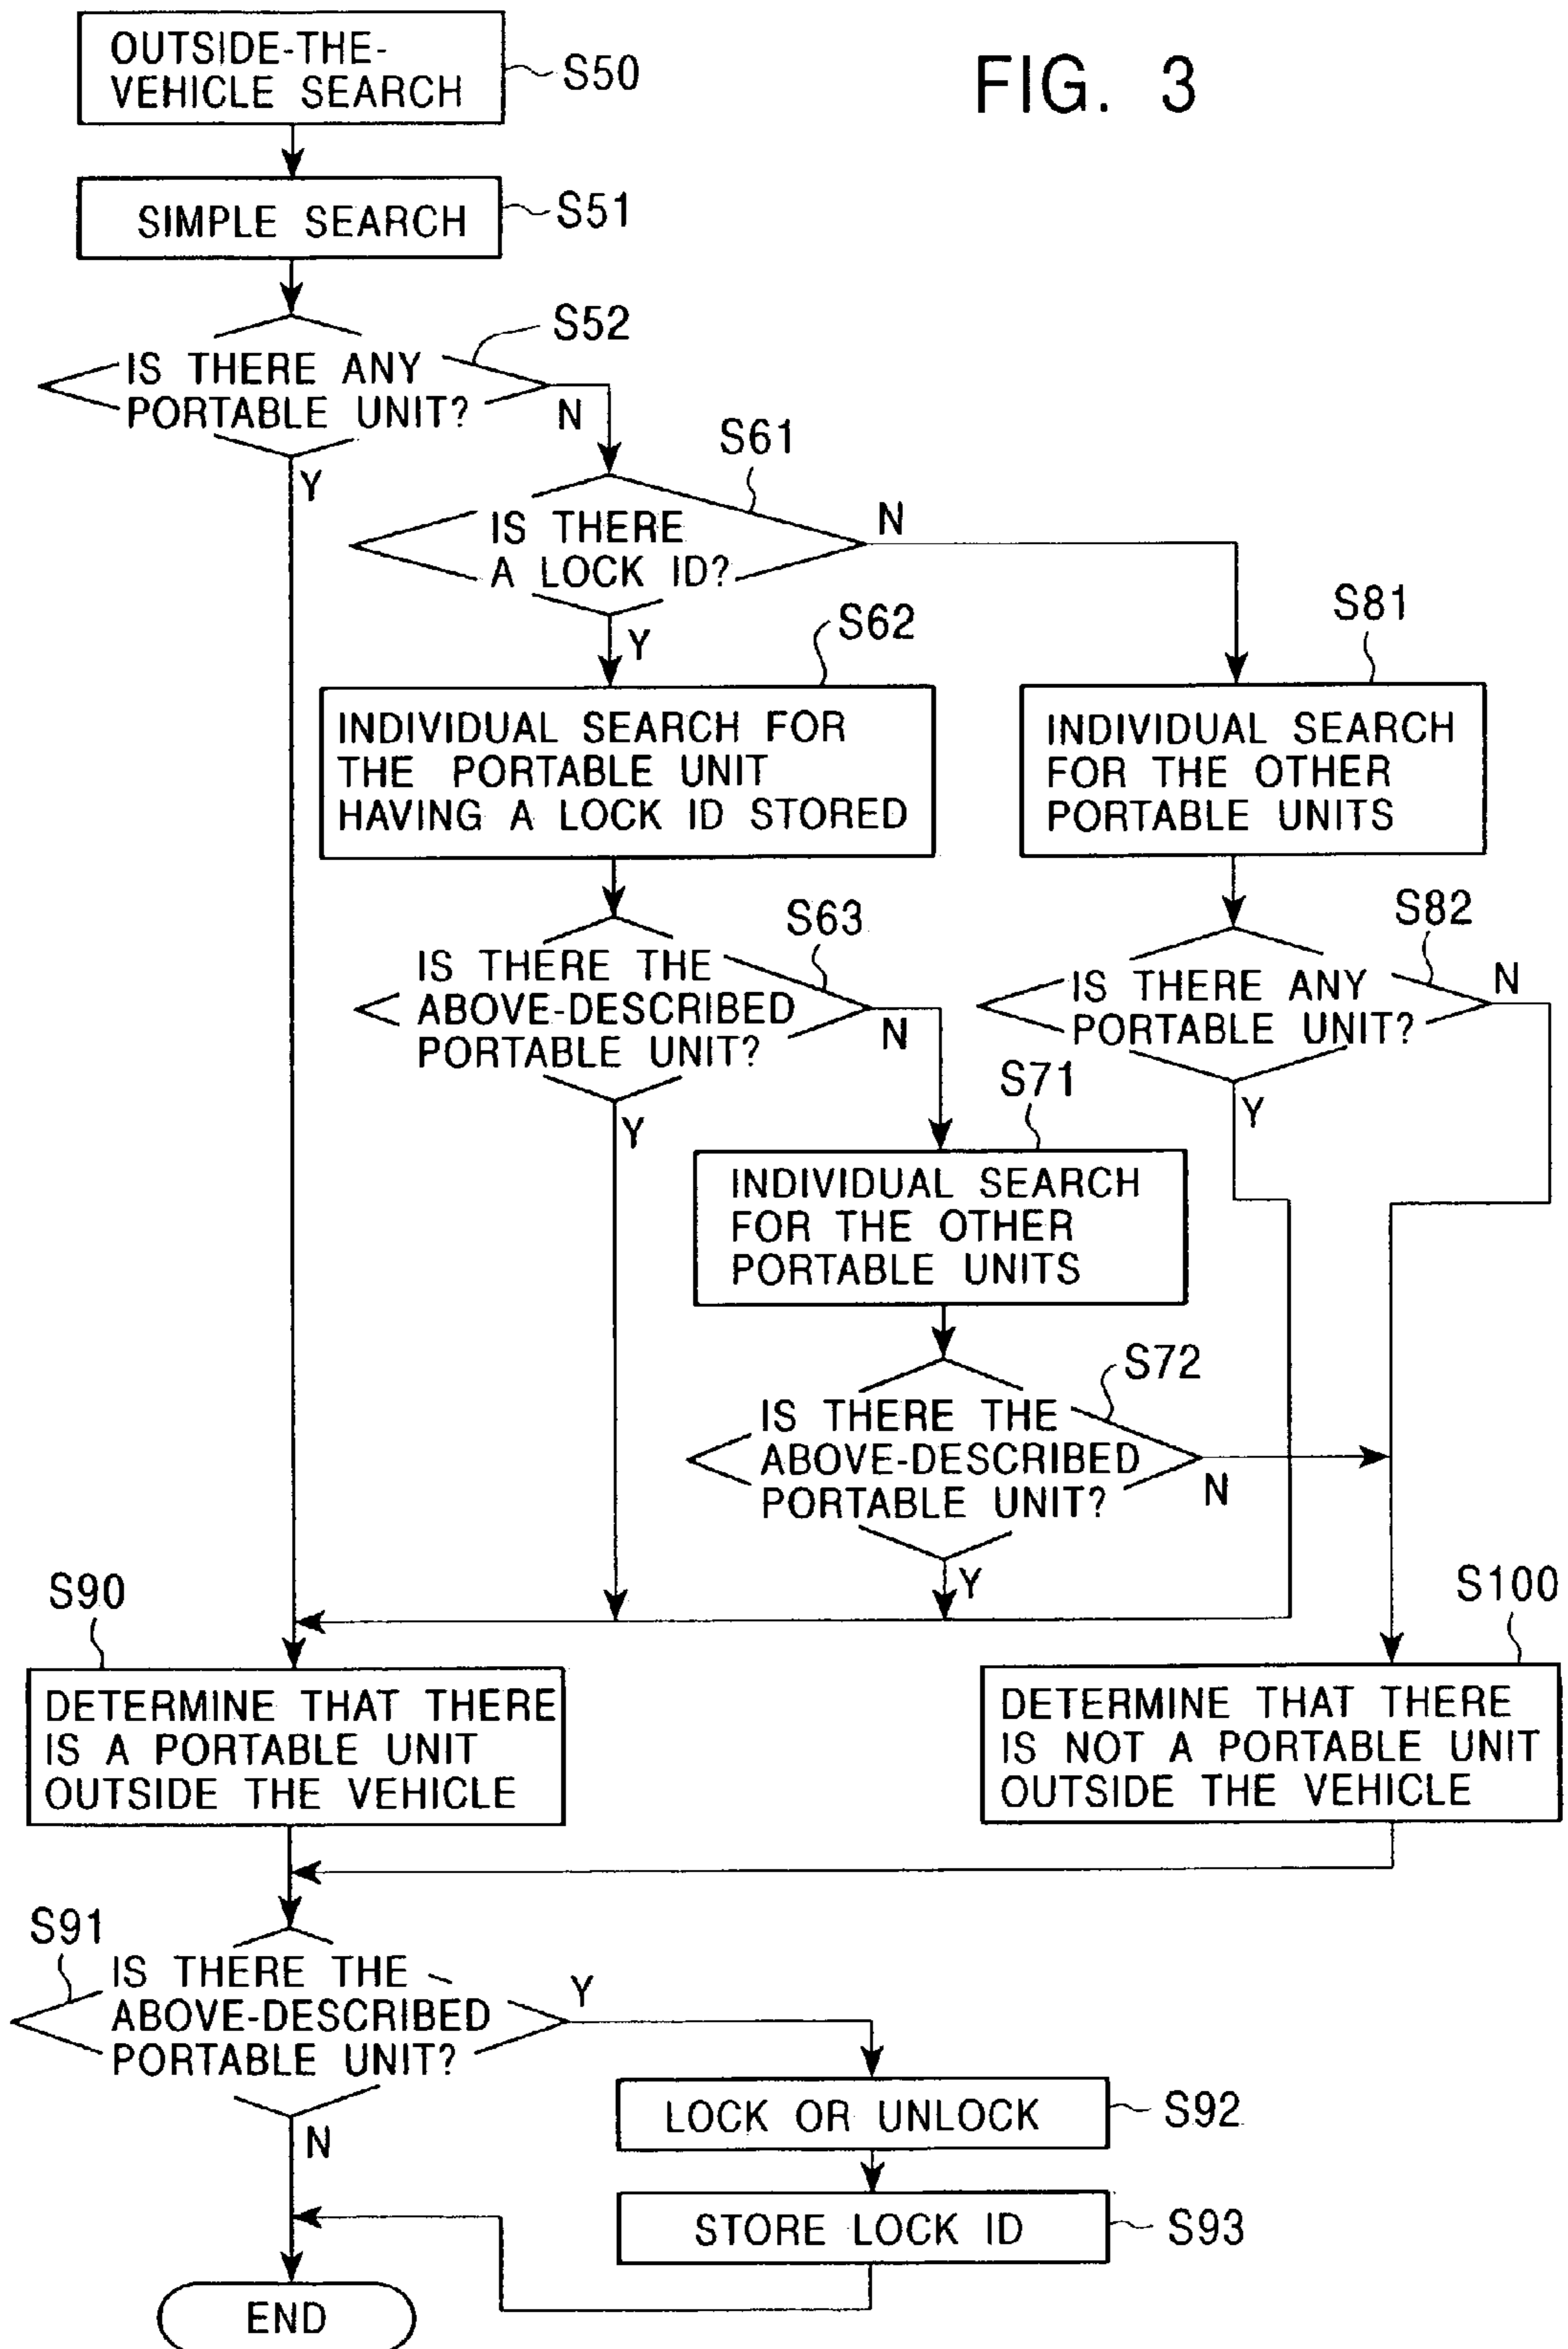 FIG. 3
OUTSIDE-THE-
VEHICLE SEARCH
S50
SIMPLE SEARCH
S51
S52
IS THERE ANY
PORTABLE UNIT?
N
Y
S61
IS THERE
A LOCK ID?
N
Y
S62
INDIVIDUAL SEARCH FOR
THE PORTABLE UNIT
HAVING A LOCK ID STORED
S81
INDIVIDUAL SEARCH
FOR THE OTHER
PORTABLE UNITS
S63
IS THERE THE
ABOVE-DESCRIBED
PORTABLE UNIT?
N
Y
S82
IS THERE ANY
PORTABLE UNIT?
N
Y
S71
INDIVIDUAL SEARCH
FOR THE OTHER
PORTABLE UNITS
S72
IS THERE THE
ABOVE-DESCRIBED
PORTABLE UNIT?
N
Y
S90
DETERMINE THAT THERE
IS A PORTABLE UNIT
OUTSIDE THE VEHICLE
S100
DETERMINE THAT THERE
IS NOT A PORTABLE UNIT
OUTSIDE THE VEHICLE
S91
IS THERE THE
ABOVE-DESCRIBED
PORTABLE UNIT?
Y
N
LOCK OR UNLOCK
S92
STORE LOCK ID
S93
END